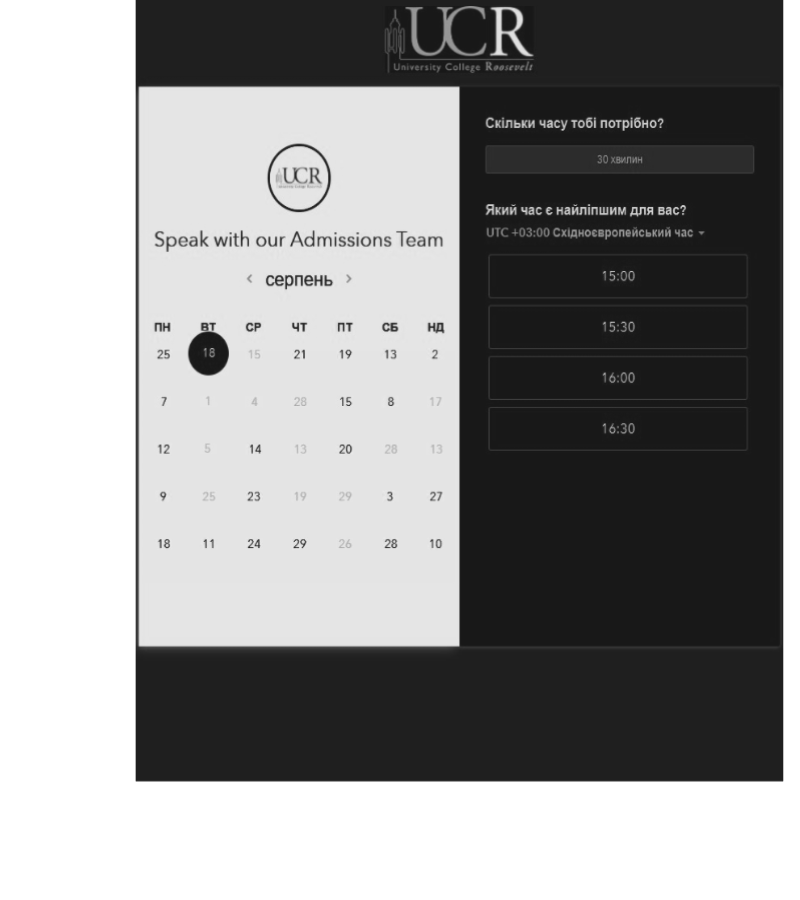 UCR
University College Roosevelt
UCR
Speak with our Admissions Team
‹ серпень ›
ПН ВТ СР ЧТ ПТ СБ НД
25 18 15 21 19 13 2
7 1 4 28 15 8 17
12 5 14 13 20 28 13
9 25 23 19 29 3 27
18 11 24 29 26 28 10
Скільки часу тобі потрібно?
30 хвилин
Який час є найліпшим для вас?
UTC +03:00 Східноєвропейський час
15:00
15:30
16:00
16:30